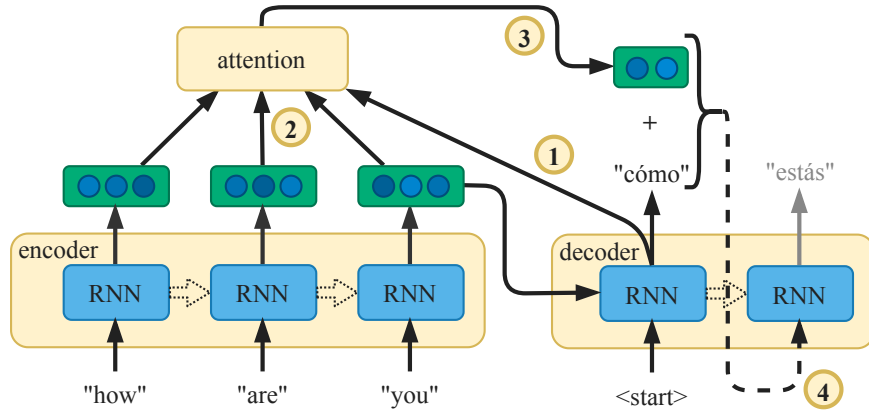 attention
3
2
+
1
"cómo"
"estás"
encoder
decoder
RNN
RNN
RNN
RNN
RNN
"how"
"are"
"you"
<start>
4